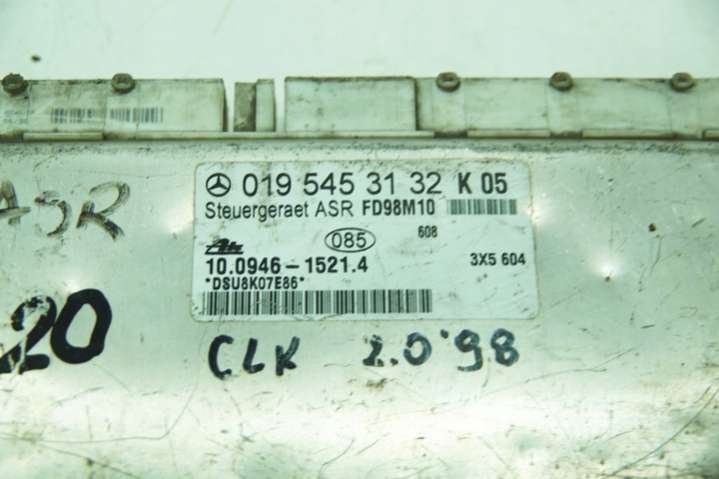 019 545 31 32 K 05
Steuergeraet ASR FD98M10
085 608
Ate
10.0946-1521.4 3X5 604
*DSU8K07E86*
ASR
20
CLK 2.0'98